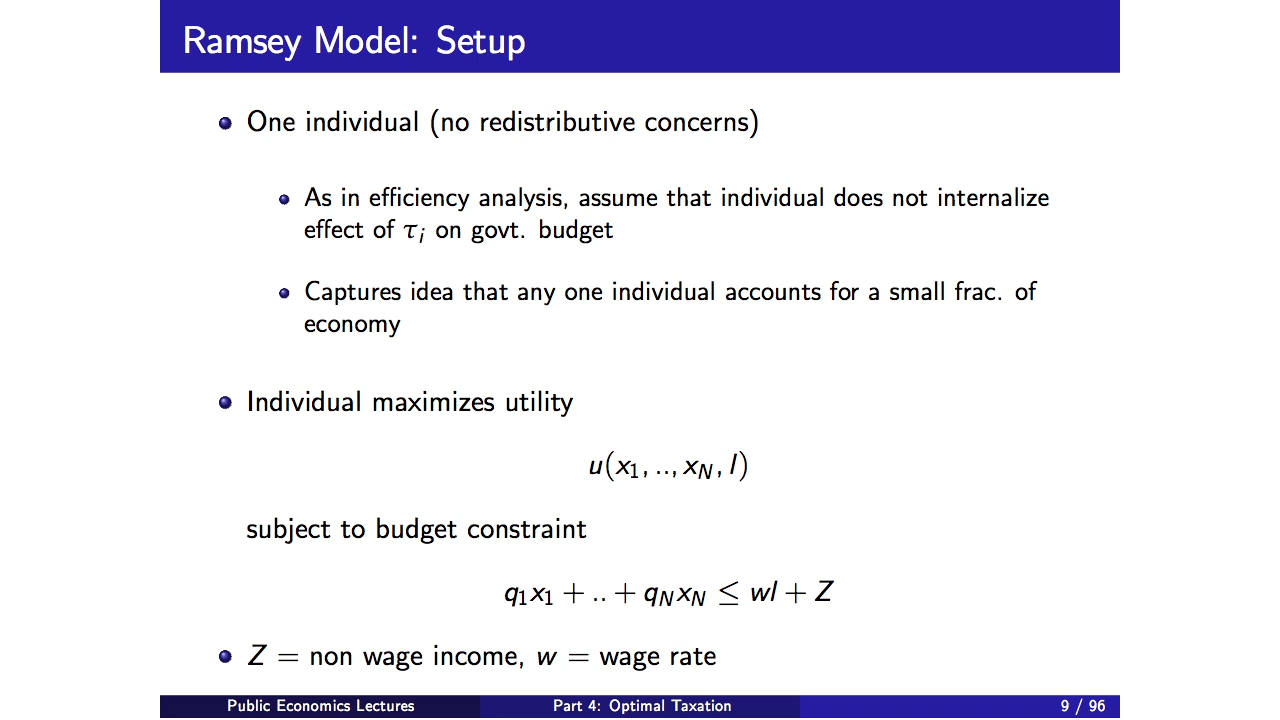 Ramsey Model: Setup
One individual (no redistributive concerns)
As in efficiency analysis, assume that individual does not internalize
effect of τi on govt. budget
Captures idea that any one individual accounts for a small frac. of
economy
Individual maximizes utility
u(x1, .., xN, l)
subject to budget constraint
q1x1 + .. + qNxN ≤ wl + Z
Z = non wage income, w = wage rate
Public Economics Lectures Part 4: Optimal Taxation 9 / 96